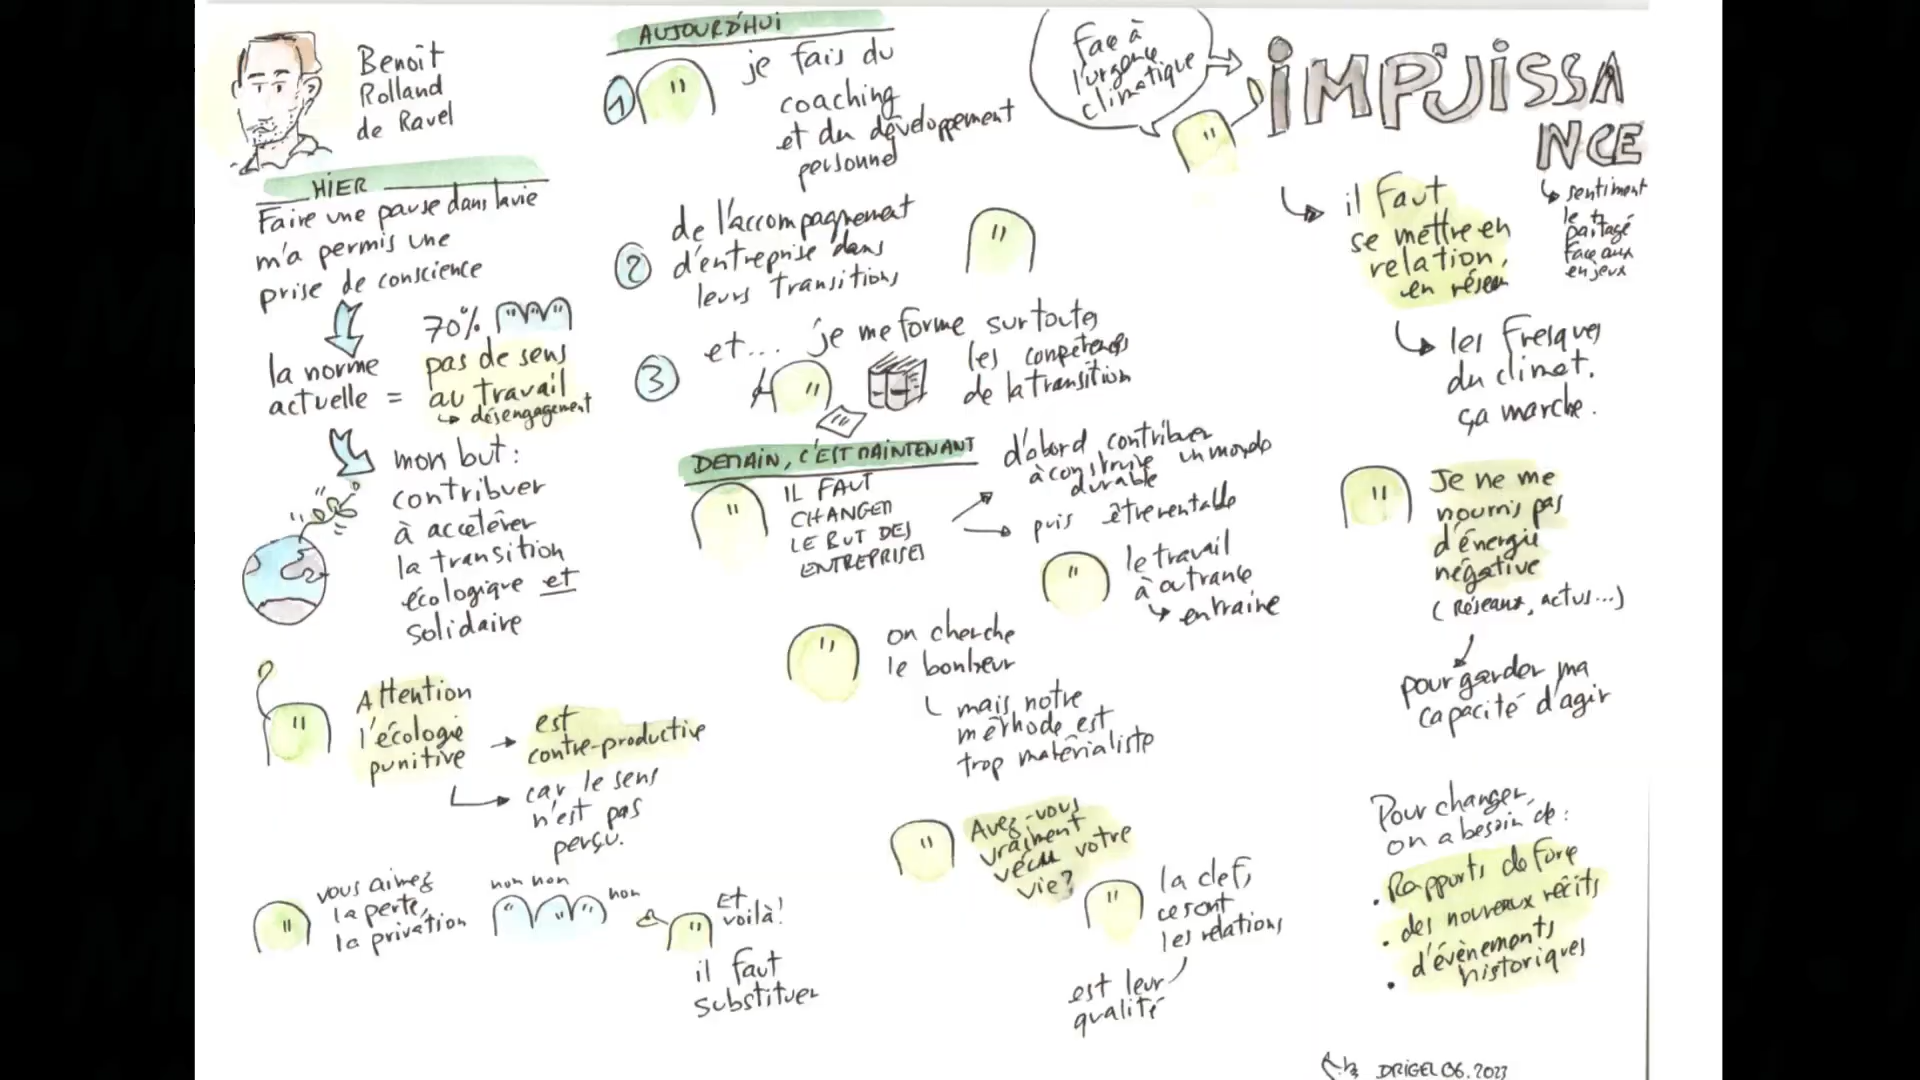 Benoît
Rolland
de Ravel
HIER
Faire une pause dans la vie
m'a permis une
prise de conscience
la norme
actuelle =
70%
pas de sens
au travail
↳ désengagement
mon but :
contribuer
à accélérer
la transition
écologique et
solidaire
Attention
l'écologie
punitive
→ est
contre-productive
car le sens
n'est pas
perçu.
vous aimez
la perte,
la privation
non non
non
Et
voilà!
il faut
substituer
AUJOURD'HUI
1 je fais du
coaching
et du développement
personnel
2 de l'accompagnement
d'entreprise dans
leurs transitions
3 et... je me forme sur toutes
les compétences
de la transition
DEMAIN, C'EST MAINTENANT
IL FAUT
CHANGER
LE BUT DES
ENTREPRISES
d'abord contribuer
à construire un monde
durable
puis être rentable
le travail
à outrance
↳ entraine
on cherche
le bonheur
mais notre
méthode est
trop matérialiste
Avez-vous
vraiment
vécu votre
vie?
la clef,
ce sont
les relations
est leur
qualité
face à
l'urgence
climatique
IMPUISSA
NCE
↳ sentiment
partagé
face aux
enjeux
il faut
se mettre en
relation,
en réseau
les fresques
du climat.
ça marche.
Je ne me
nourris pas
d'énergie
négative
(Réseaux, actus...)
pour garder ma
capacité d'agir
Pour changer,
on a besoin de :
• Rapports de force
• des nouveaux récits
• d'évènements
historiques
DRIGEL 06.2023